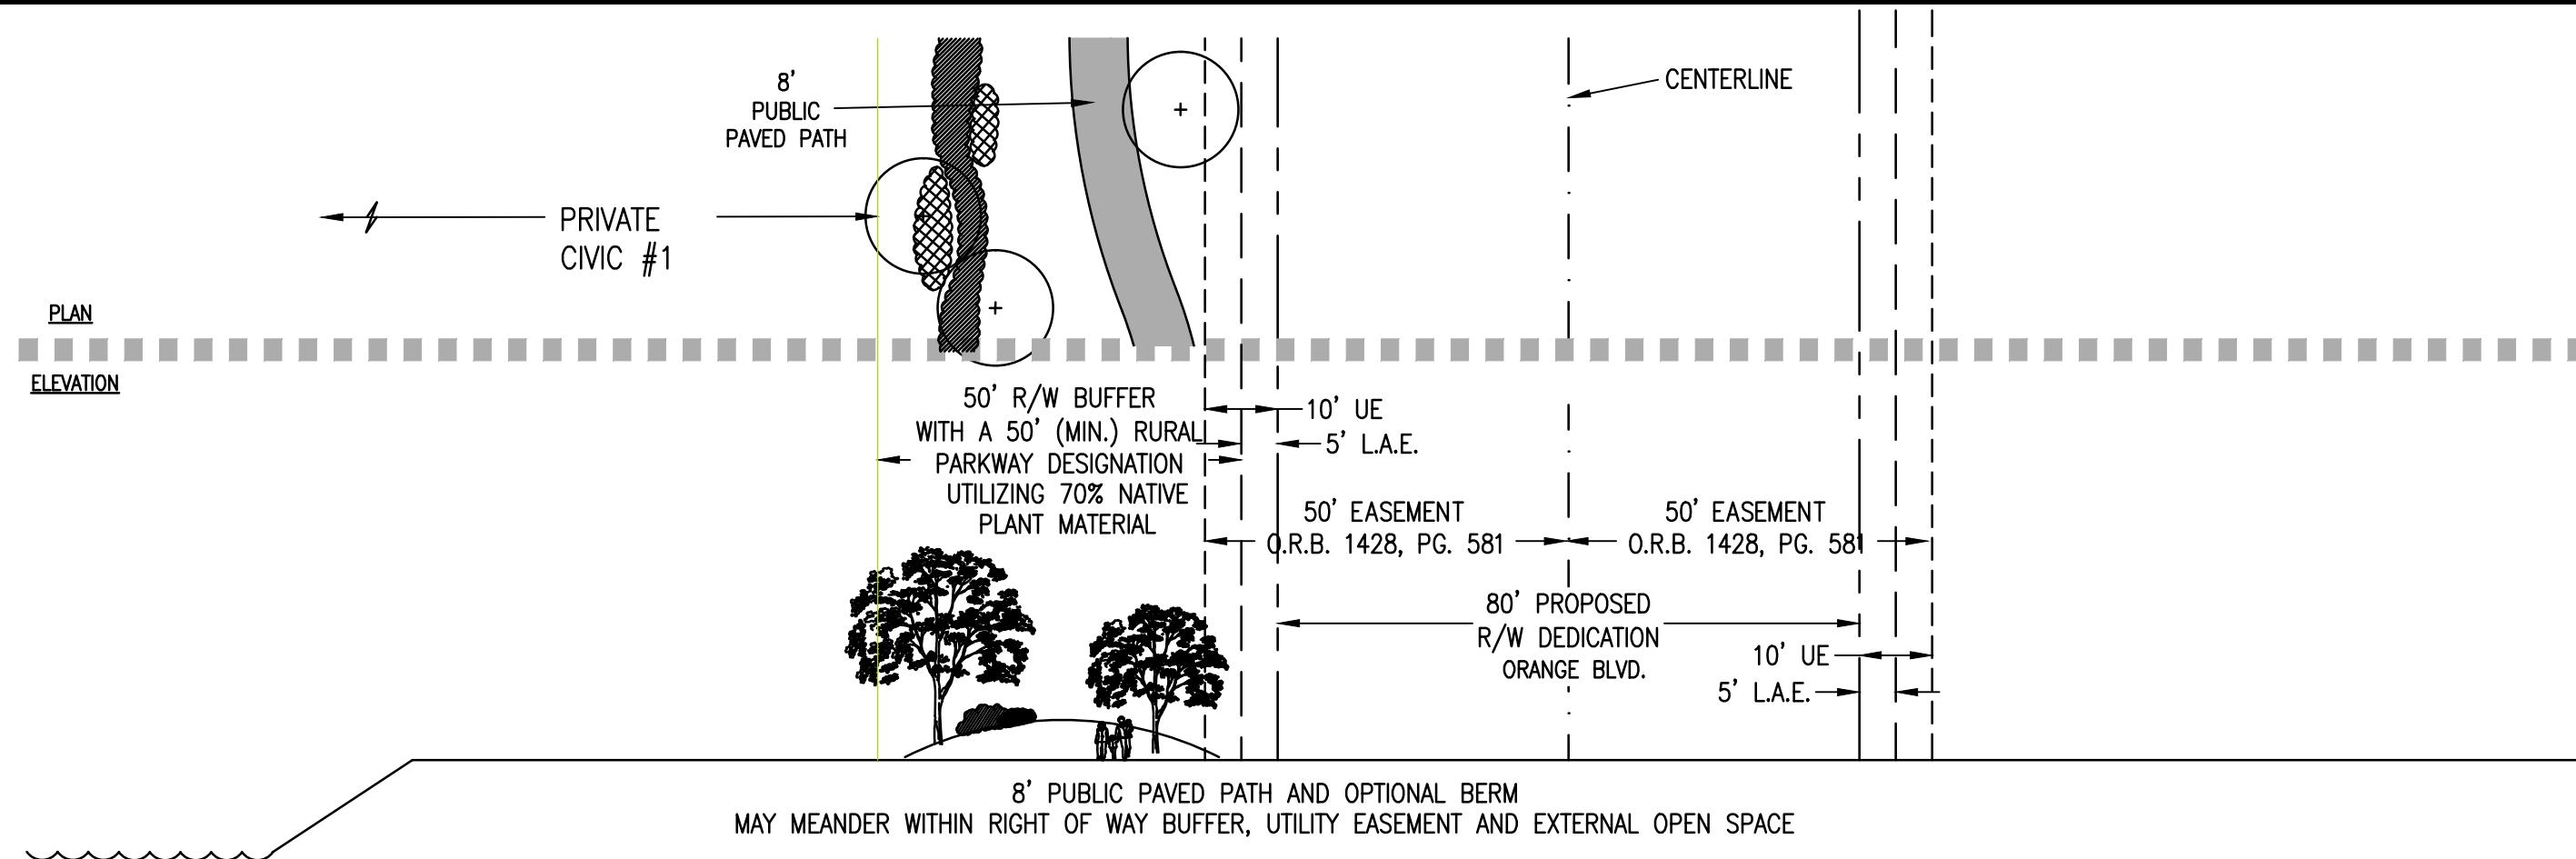 8'
PUBLIC
PAVED PATH
CENTERLINE
PRIVATE
CIVIC #1
PLAN
ELEVATION
50' R/W BUFFER
WITH A 50' (MIN.) RURAL
PARKWAY DESIGNATION
UTILIZING 70% NATIVE
PLANT MATERIAL
10' UE
5' L.A.E.
50' EASEMENT
O.R.B. 1428, PG. 581
50' EASEMENT
O.R.B. 1428, PG. 581
80' PROPOSED
R/W DEDICATION
ORANGE BLVD.
10' UE
5' L.A.E.
8' PUBLIC PAVED PATH AND OPTIONAL BERM
MAY MEANDER WITHIN RIGHT OF WAY BUFFER, UTILITY EASEMENT AND EXTERNAL OPEN SPACE